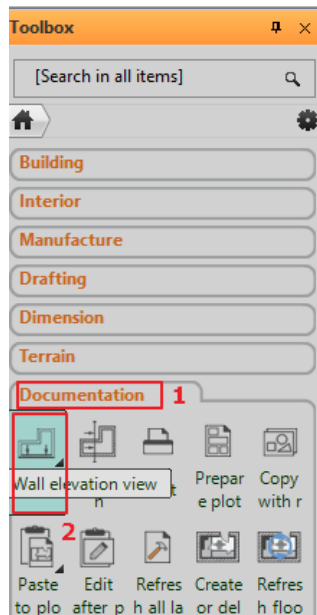 Toolbox
[Search in all items]
Building
Interior
Manufacture
Drafting
Dimension
Terrain
Documentation 1
Wall elevation view t Prepar Copy
n e plot with r
2
Paste Edit Refres Create Refres
to plo after p h all la or del h floo